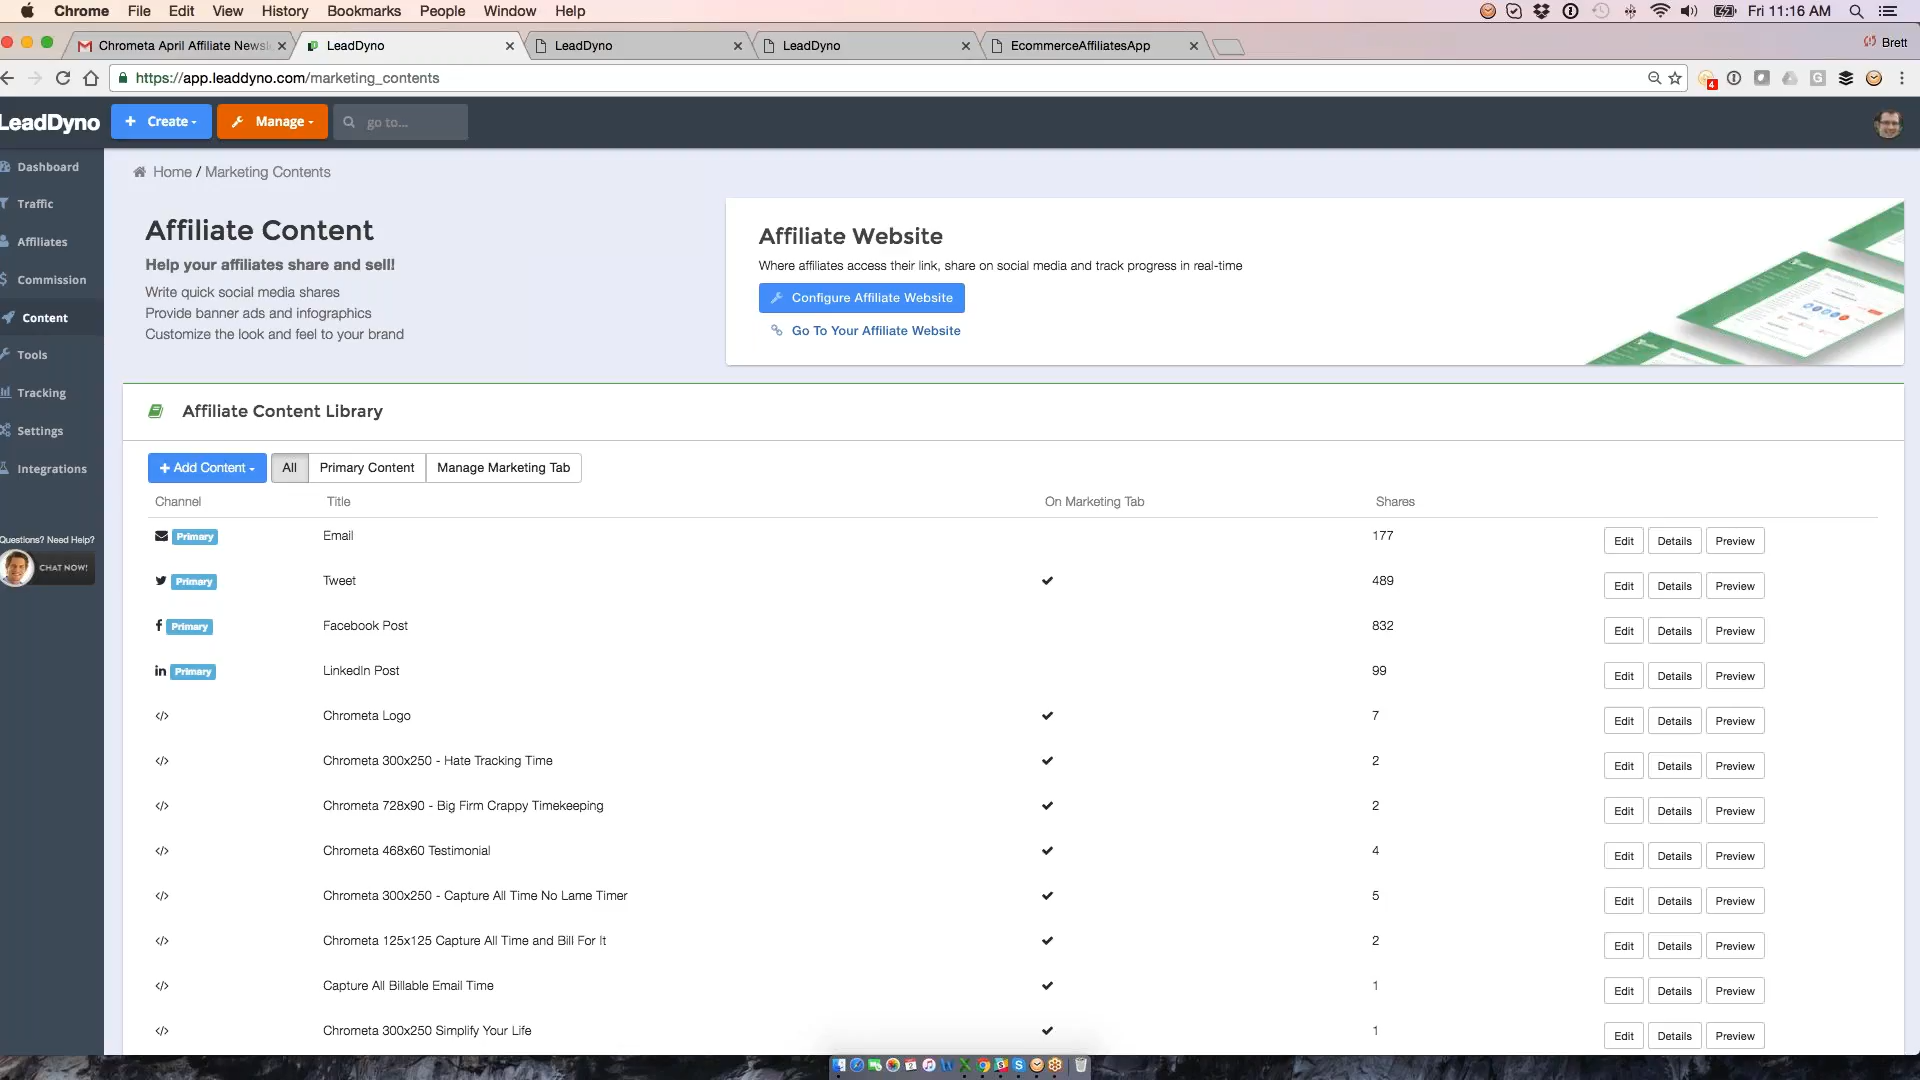 Chrome File Edit View History Bookmarks People Window Help Fri 11:16 AM
Chrometa April Affiliate Newsl LeadDyno LeadDyno LeadDyno EcommerceAffiliatesApp Brett
https://app.leaddyno.com/marketing_contents 4
LeadDyno Create Manage go to...
Dashboard
Traffic
Affiliates
Commission
Content
Tools
Tracking
Settings
Integrations
Questions? Need Help?
CHAT NOW!
Home / Marketing Contents
Affiliate Content
Help your affiliates share and sell!
Write quick social media shares
Provide banner ads and infographics
Customize the look and feel to your brand
Affiliate Website
Where affiliates access their link, share on social media and track progress in real-time
Configure Affiliate Website
Go To Your Affiliate Website
Affiliate Content Library
+ Add Content All Primary Content Manage Marketing Tab
Channel Title On Marketing Tab Shares
Primary Email 177 Edit Details Preview
Primary Tweet ✔ 489 Edit Details Preview
Primary Facebook Post 832 Edit Details Preview
Primary LinkedIn Post 99 Edit Details Preview
</> Chrometa Logo ✔ 7 Edit Details Preview
</> Chrometa 300x250 - Hate Tracking Time ✔ 2 Edit Details Preview
</> Chrometa 728x90 - Big Firm Crappy Timekeeping ✔ 2 Edit Details Preview
</> Chrometa 468x60 Testimonial ✔ 4 Edit Details Preview
</> Chrometa 300x250 - Capture All Time No Lame Timer ✔ 5 Edit Details Preview
</> Chrometa 125x125 Capture All Time and Bill For It ✔ 2 Edit Details Preview
</> Capture All Billable Email Time ✔ 1 Edit Details Preview
</> Chrometa 300x250 Simplify Your Life ✔ 1 Edit Details Preview